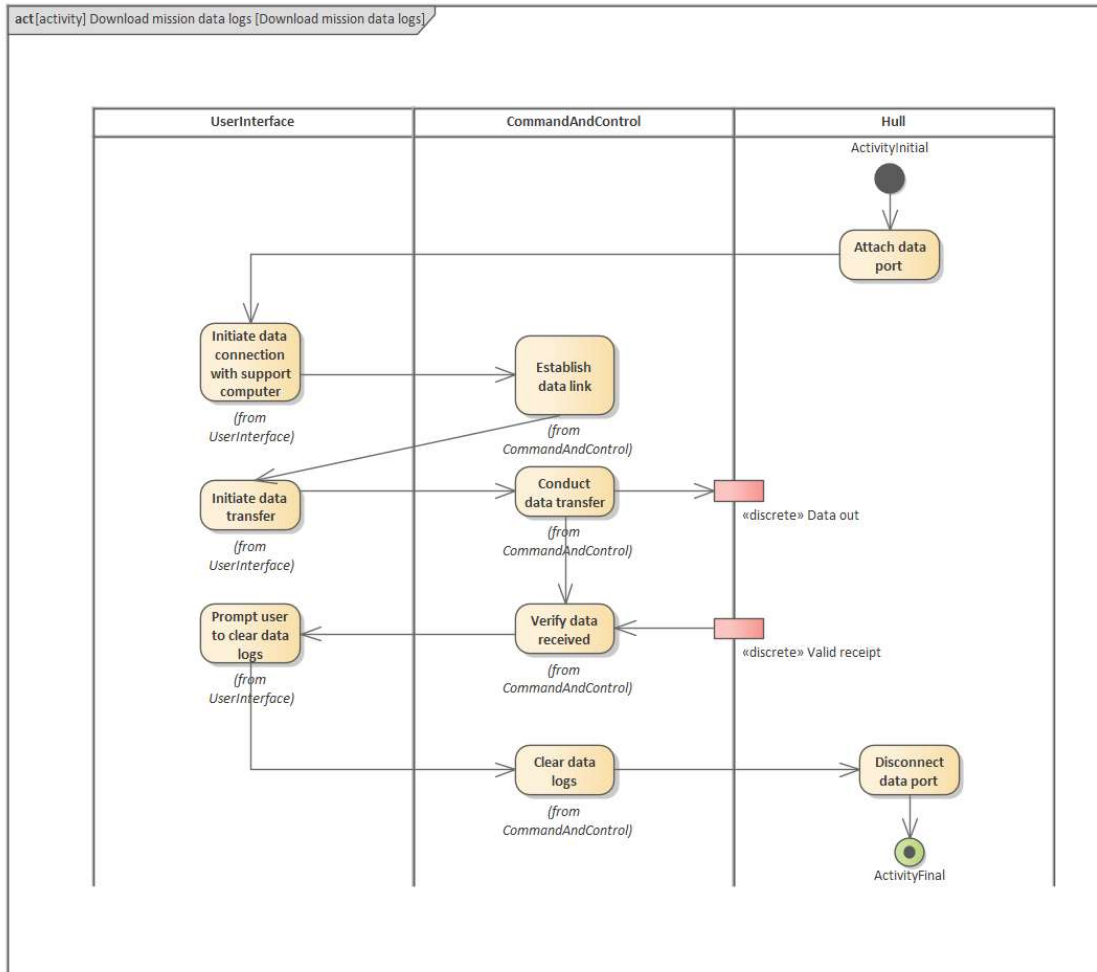 act [activity] Download mission data logs [Download mission data logs]
UserInterface
CommandAndControl
Hull
ActivityInitial
Attach data
port
Initiate data
connection
with support
computer
(from
UserInterface)
Establish
data link
(from
CommandAndControl)
Initiate data
transfer
(from
UserInterface)
Conduct
data transfer
(from
CommandAndControl)
«discrete» Data out
Prompt user
to clear data
logs
(from
UserInterface)
Verify data
received
(from
CommandAndControl)
«discrete» Valid receipt
Clear data
logs
(from
CommandAndControl)
Disconnect
data port
ActivityFinal